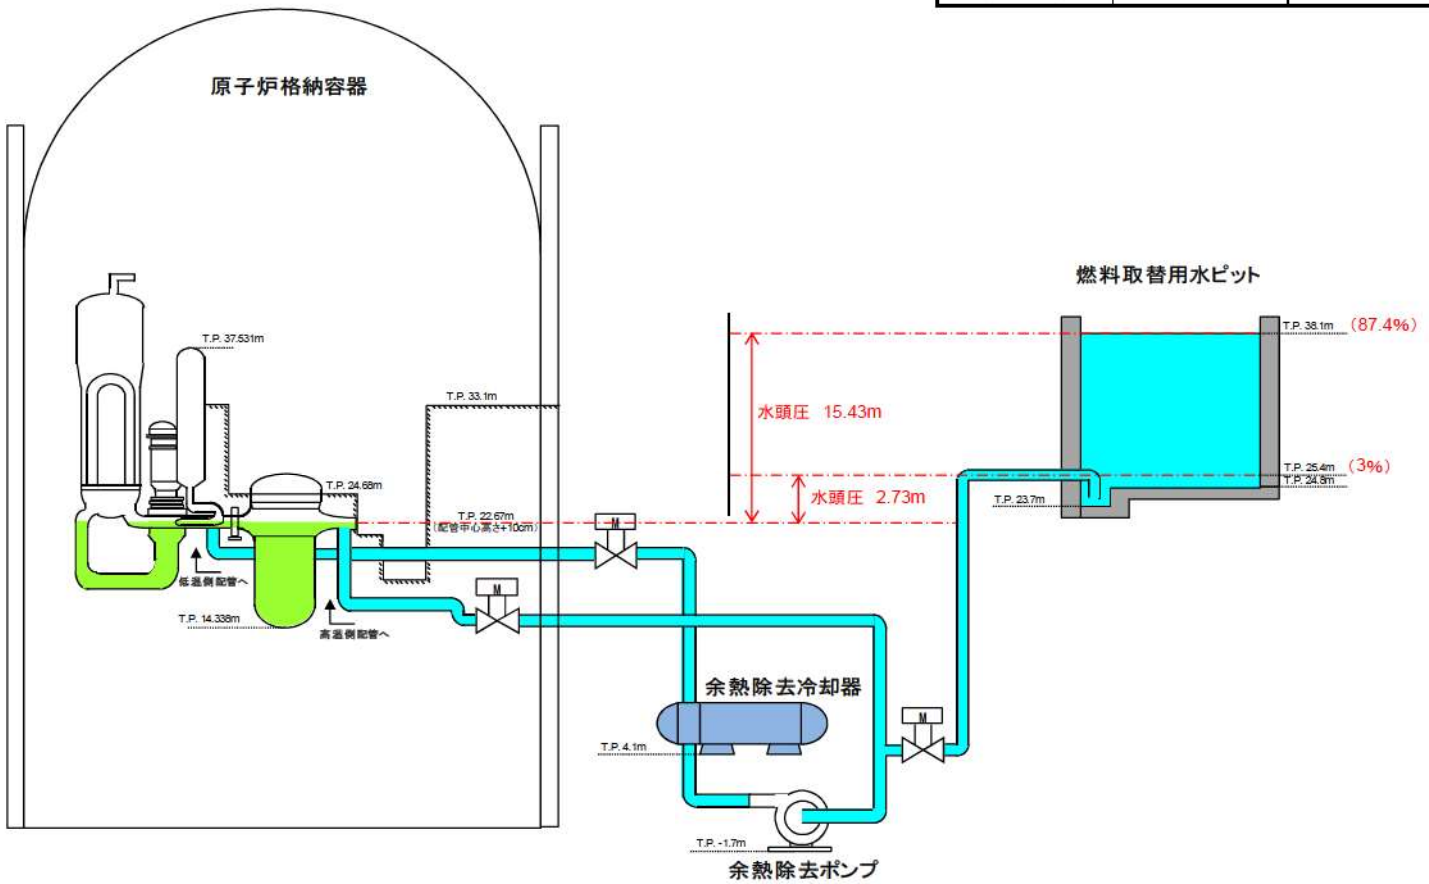 原子炉格納容器
燃料取替用水ピット
T.P. 38.1m (87.4%)
T.P. 37.531m
T.P. 33.1m
水頭圧 15.43m
T.P. 25.4m (3%)
T.P. 24.8m
T.P. 24.68m
水頭圧 2.73m
T.P. 23.7m
T.P. 22.67m
(配管中心高さ+10cm)
M
低温側配管へ
M
T.P. 14.338m
高温側配管へ
余熱除去冷却器
M
T.P. 4.1m
T.P. -1.7m
余熱除去ポンプ